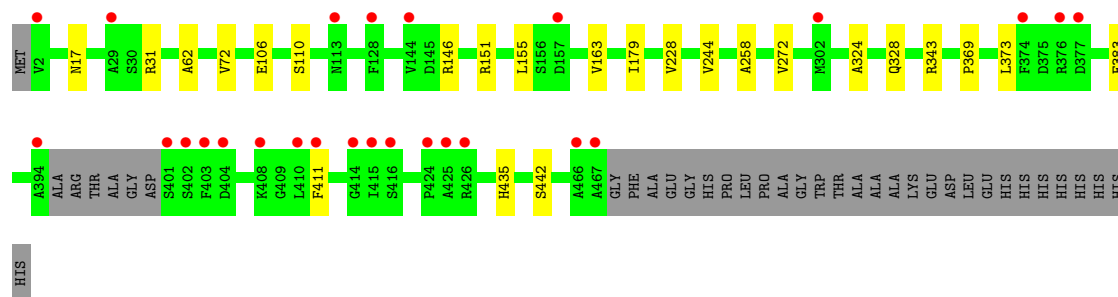 MET V2 N17 A29 S30 R31 A62 V72 E106 S110 N113 F128 V144 D145 R146 R151 L155 S156 D157 V163 I179 V228 V244 A258 V272 M302 A324 Q328 R343 P369 L373 F374 D375 R376 D377
A394 ALA ARG THR ALA GLY ASP S401 S402 F403 D404 K408 G409 L410 F411 G414 I415 S416 P424 A425 R426 H435 S442 A466 A467 GLY PHE ALA GLU GLY HIS PRO LEU PRO ALA GLY TRP THR ALA ALA ALA LYS GLU ASP LEU GLU HIS HIS HIS HIS HIS
HIS